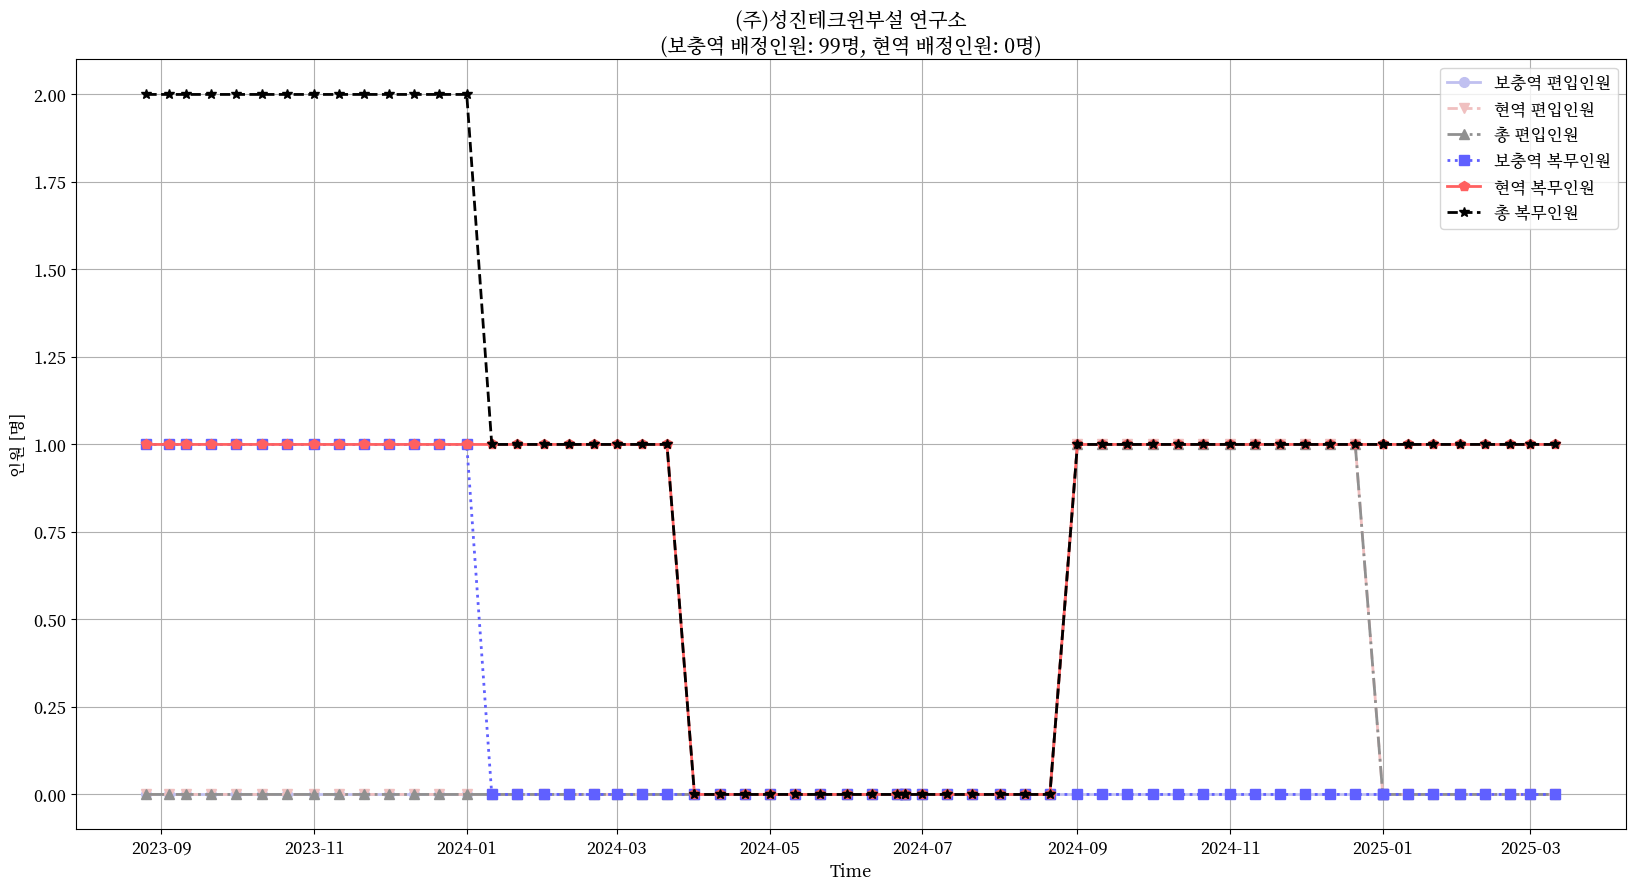 (주)성진테크윈부설 연구소
(보충역 배정인원: 99명, 현역 배정인원: 0명)
보충역 편입인원
현역 편입인원
총 편입인원
보충역 복무인원
현역 복무인원
총 복무인원
2.00
1.75
1.50
1.25
1.00
0.75
0.50
0.25
0.00
인원 [명]
2023-09 2023-11 2024-01 2024-03 2024-05 2024-07 2024-09 2024-11 2025-01 2025-03
Time